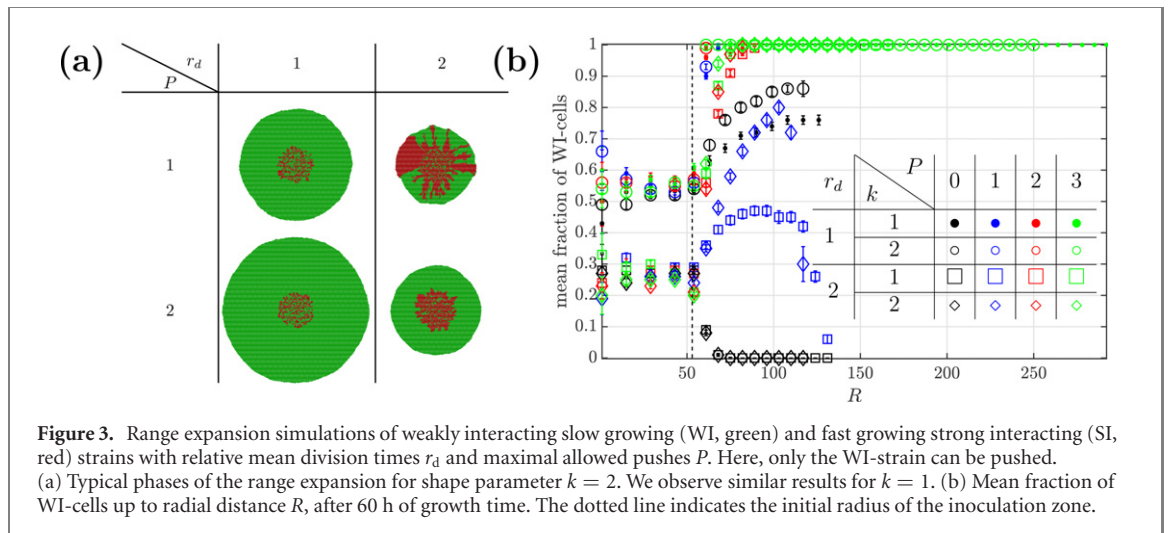 (a)
r_d
P
1
2
1
2
(b)
mean fraction of WI-cells
1
0.9
0.8
0.7
0.6
0.5
0.4
0.3
0.2
0.1
0
50
100
150
200
250
R
r_d
k
P
0
1
2
3
1
1
2
2
1
2
Figure 3. Range expansion simulations of weakly interacting slow growing (WI, green) and fast growing strong interacting (SI,
red) strains with relative mean division times r_d and maximal allowed pushes P. Here, only the WI-strain can be pushed.
(a) Typical phases of the range expansion for shape parameter k = 2. We observe similar results for k = 1. (b) Mean fraction of
WI-cells up to radial distance R, after 60 h of growth time. The dotted line indicates the initial radius of the inoculation zone.